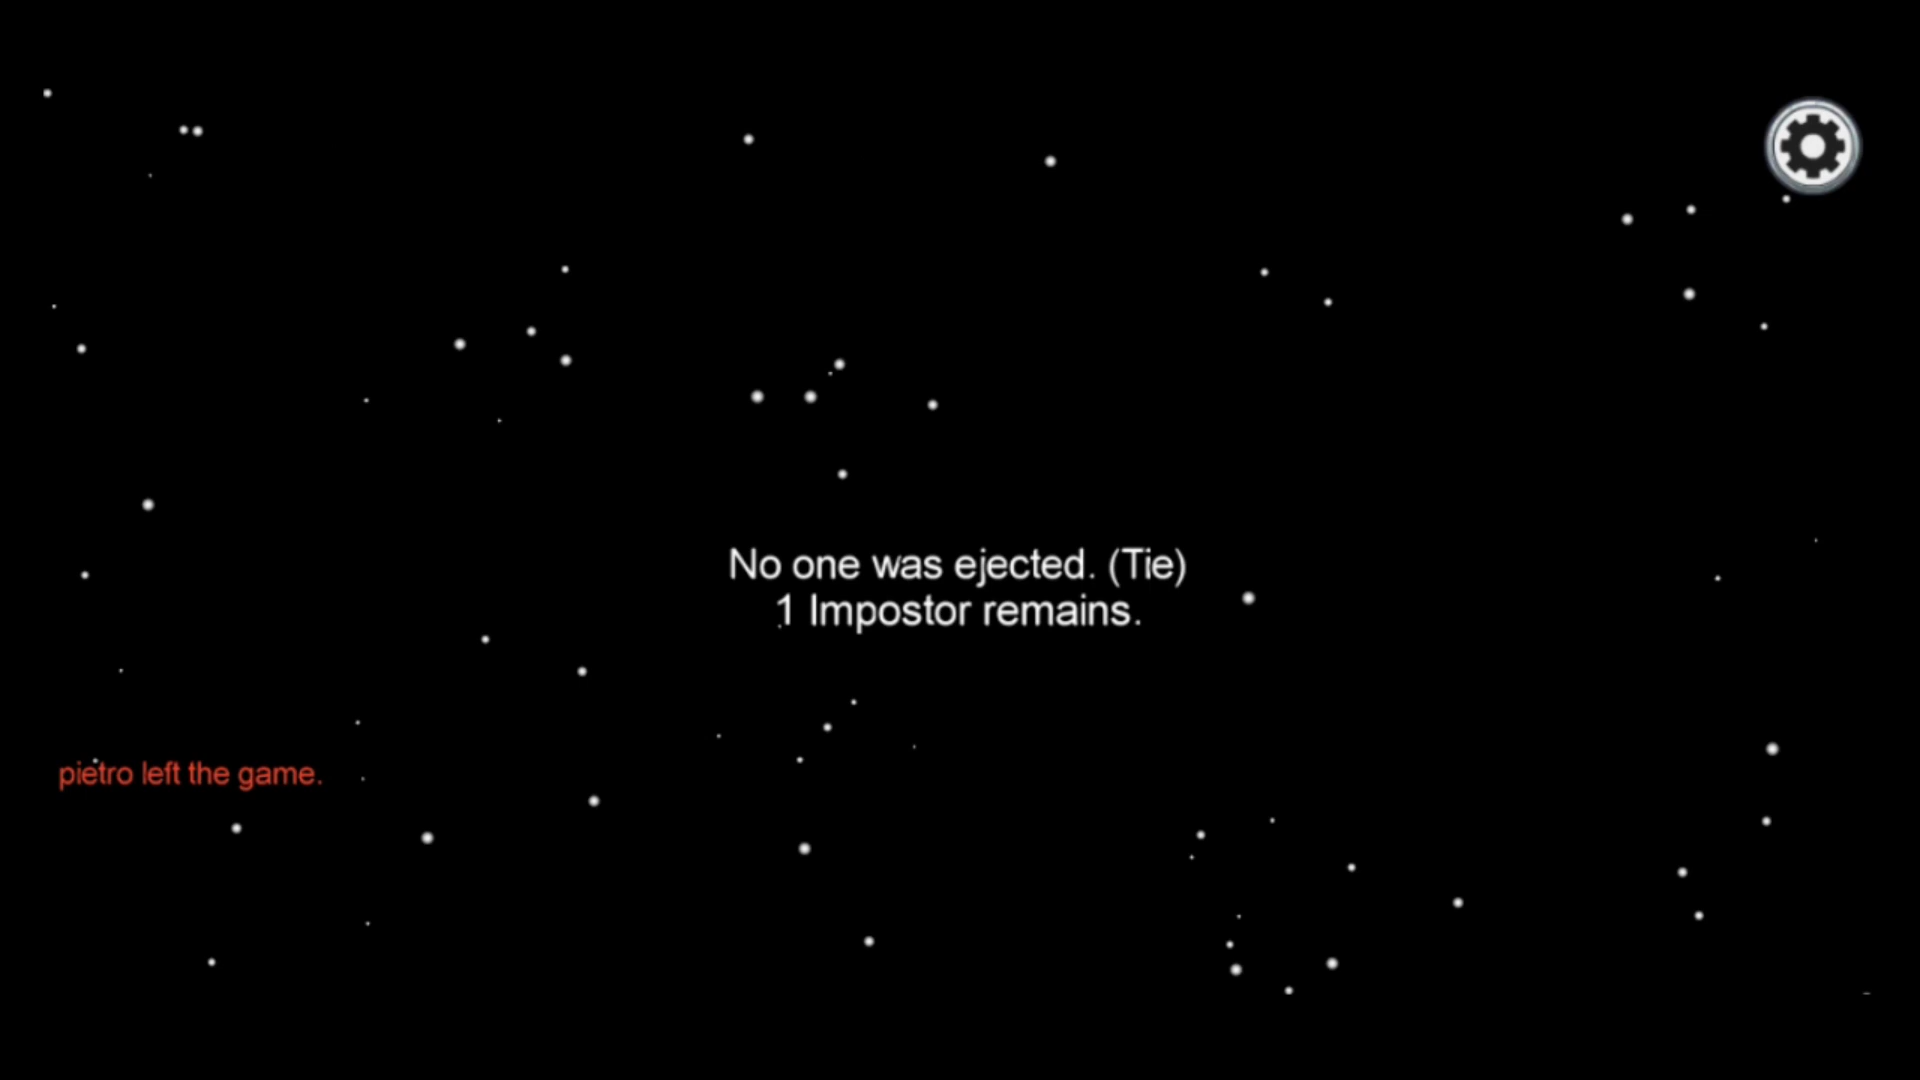 No one was ejected. (Tie)
1 Impostor remains.
pietro left the game.